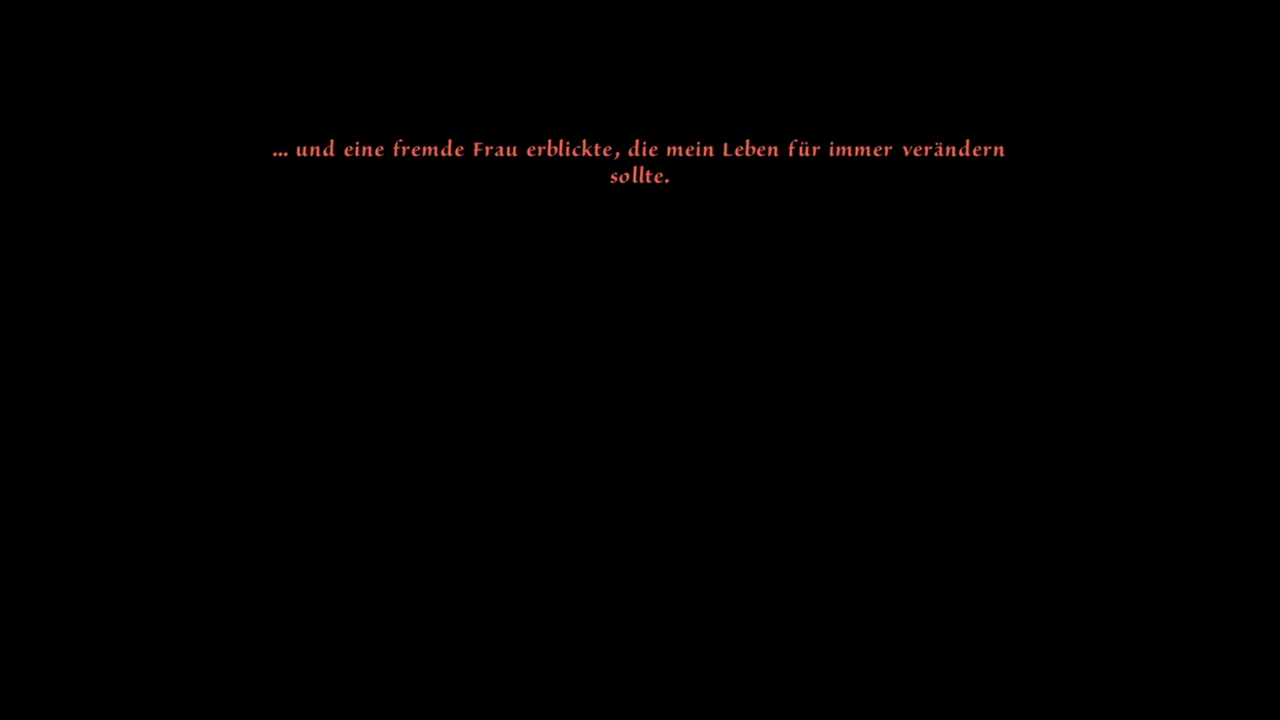 ... und eine fremde Frau erblickte, die mein Leben für immer verändern
sollte.